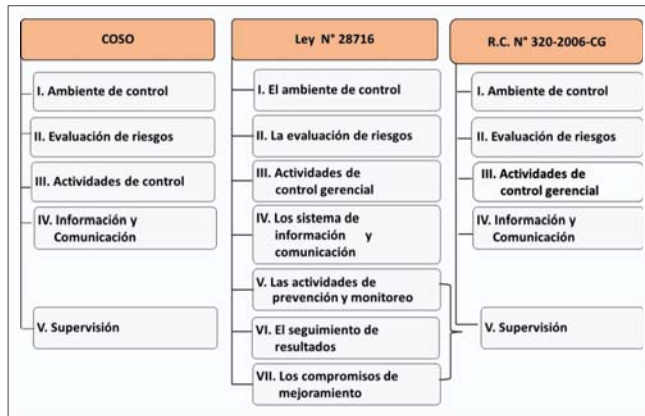 COSO
I. Ambiente de control
II. Evaluación de riesgos
III. Actividades de control
IV. Información y
Comunicación
V. Supervisión
Ley N° 28716
I. El ambiente de control
II. La evaluación de riesgos
III. Actividades de
control gerencial
IV. Los sistema de
información y
comunicación
V. Las actividades de
prevención y monitoreo
VI. El seguimiento de
resultados
VII. Los compromisos de
mejoramiento
R.C. N° 320-2006-CG
I. Ambiente de control
II. Evaluación de riesgos
III. Actividades de
control gerencial
IV. Información y
Comunicación
V. Supervisión